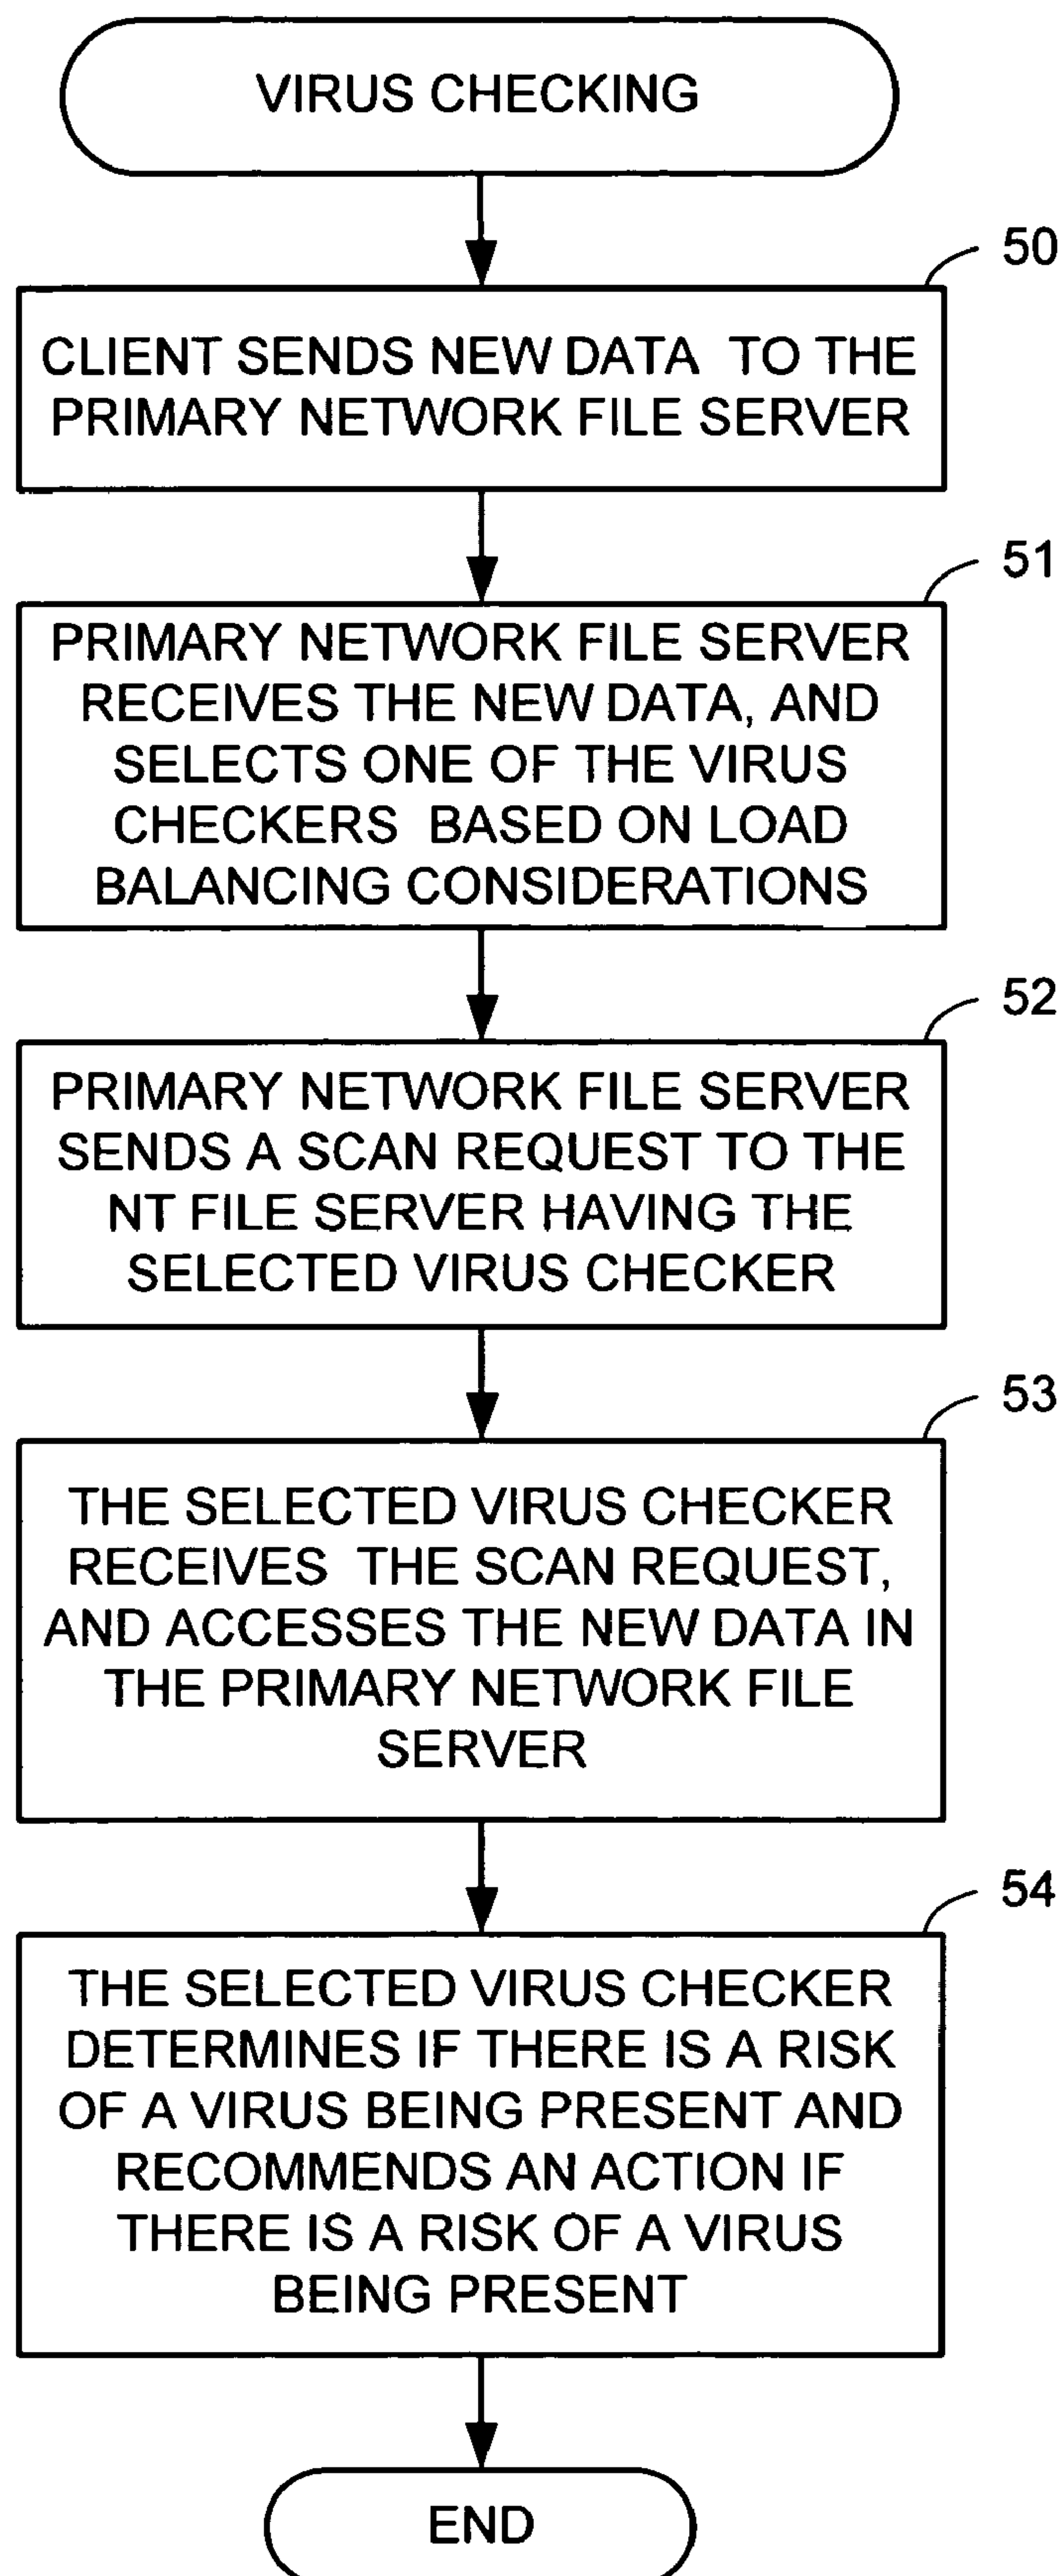 VIRUS CHECKING
50
CLIENT SENDS NEW DATA TO THE
PRIMARY NETWORK FILE SERVER
51
PRIMARY NETWORK FILE SERVER
RECEIVES THE NEW DATA, AND
SELECTS ONE OF THE VIRUS
CHECKERS BASED ON LOAD
BALANCING CONSIDERATIONS
52
PRIMARY NETWORK FILE SERVER
SENDS A SCAN REQUEST TO THE
NT FILE SERVER HAVING THE
SELECTED VIRUS CHECKER
53
THE SELECTED VIRUS CHECKER
RECEIVES THE SCAN REQUEST,
AND ACCESSES THE NEW DATA IN
THE PRIMARY NETWORK FILE
SERVER
54
THE SELECTED VIRUS CHECKER
DETERMINES IF THERE IS A RISK
OF A VIRUS BEING PRESENT AND
RECOMMENDS AN ACTION IF
THERE IS A RISK OF A VIRUS
BEING PRESENT
END